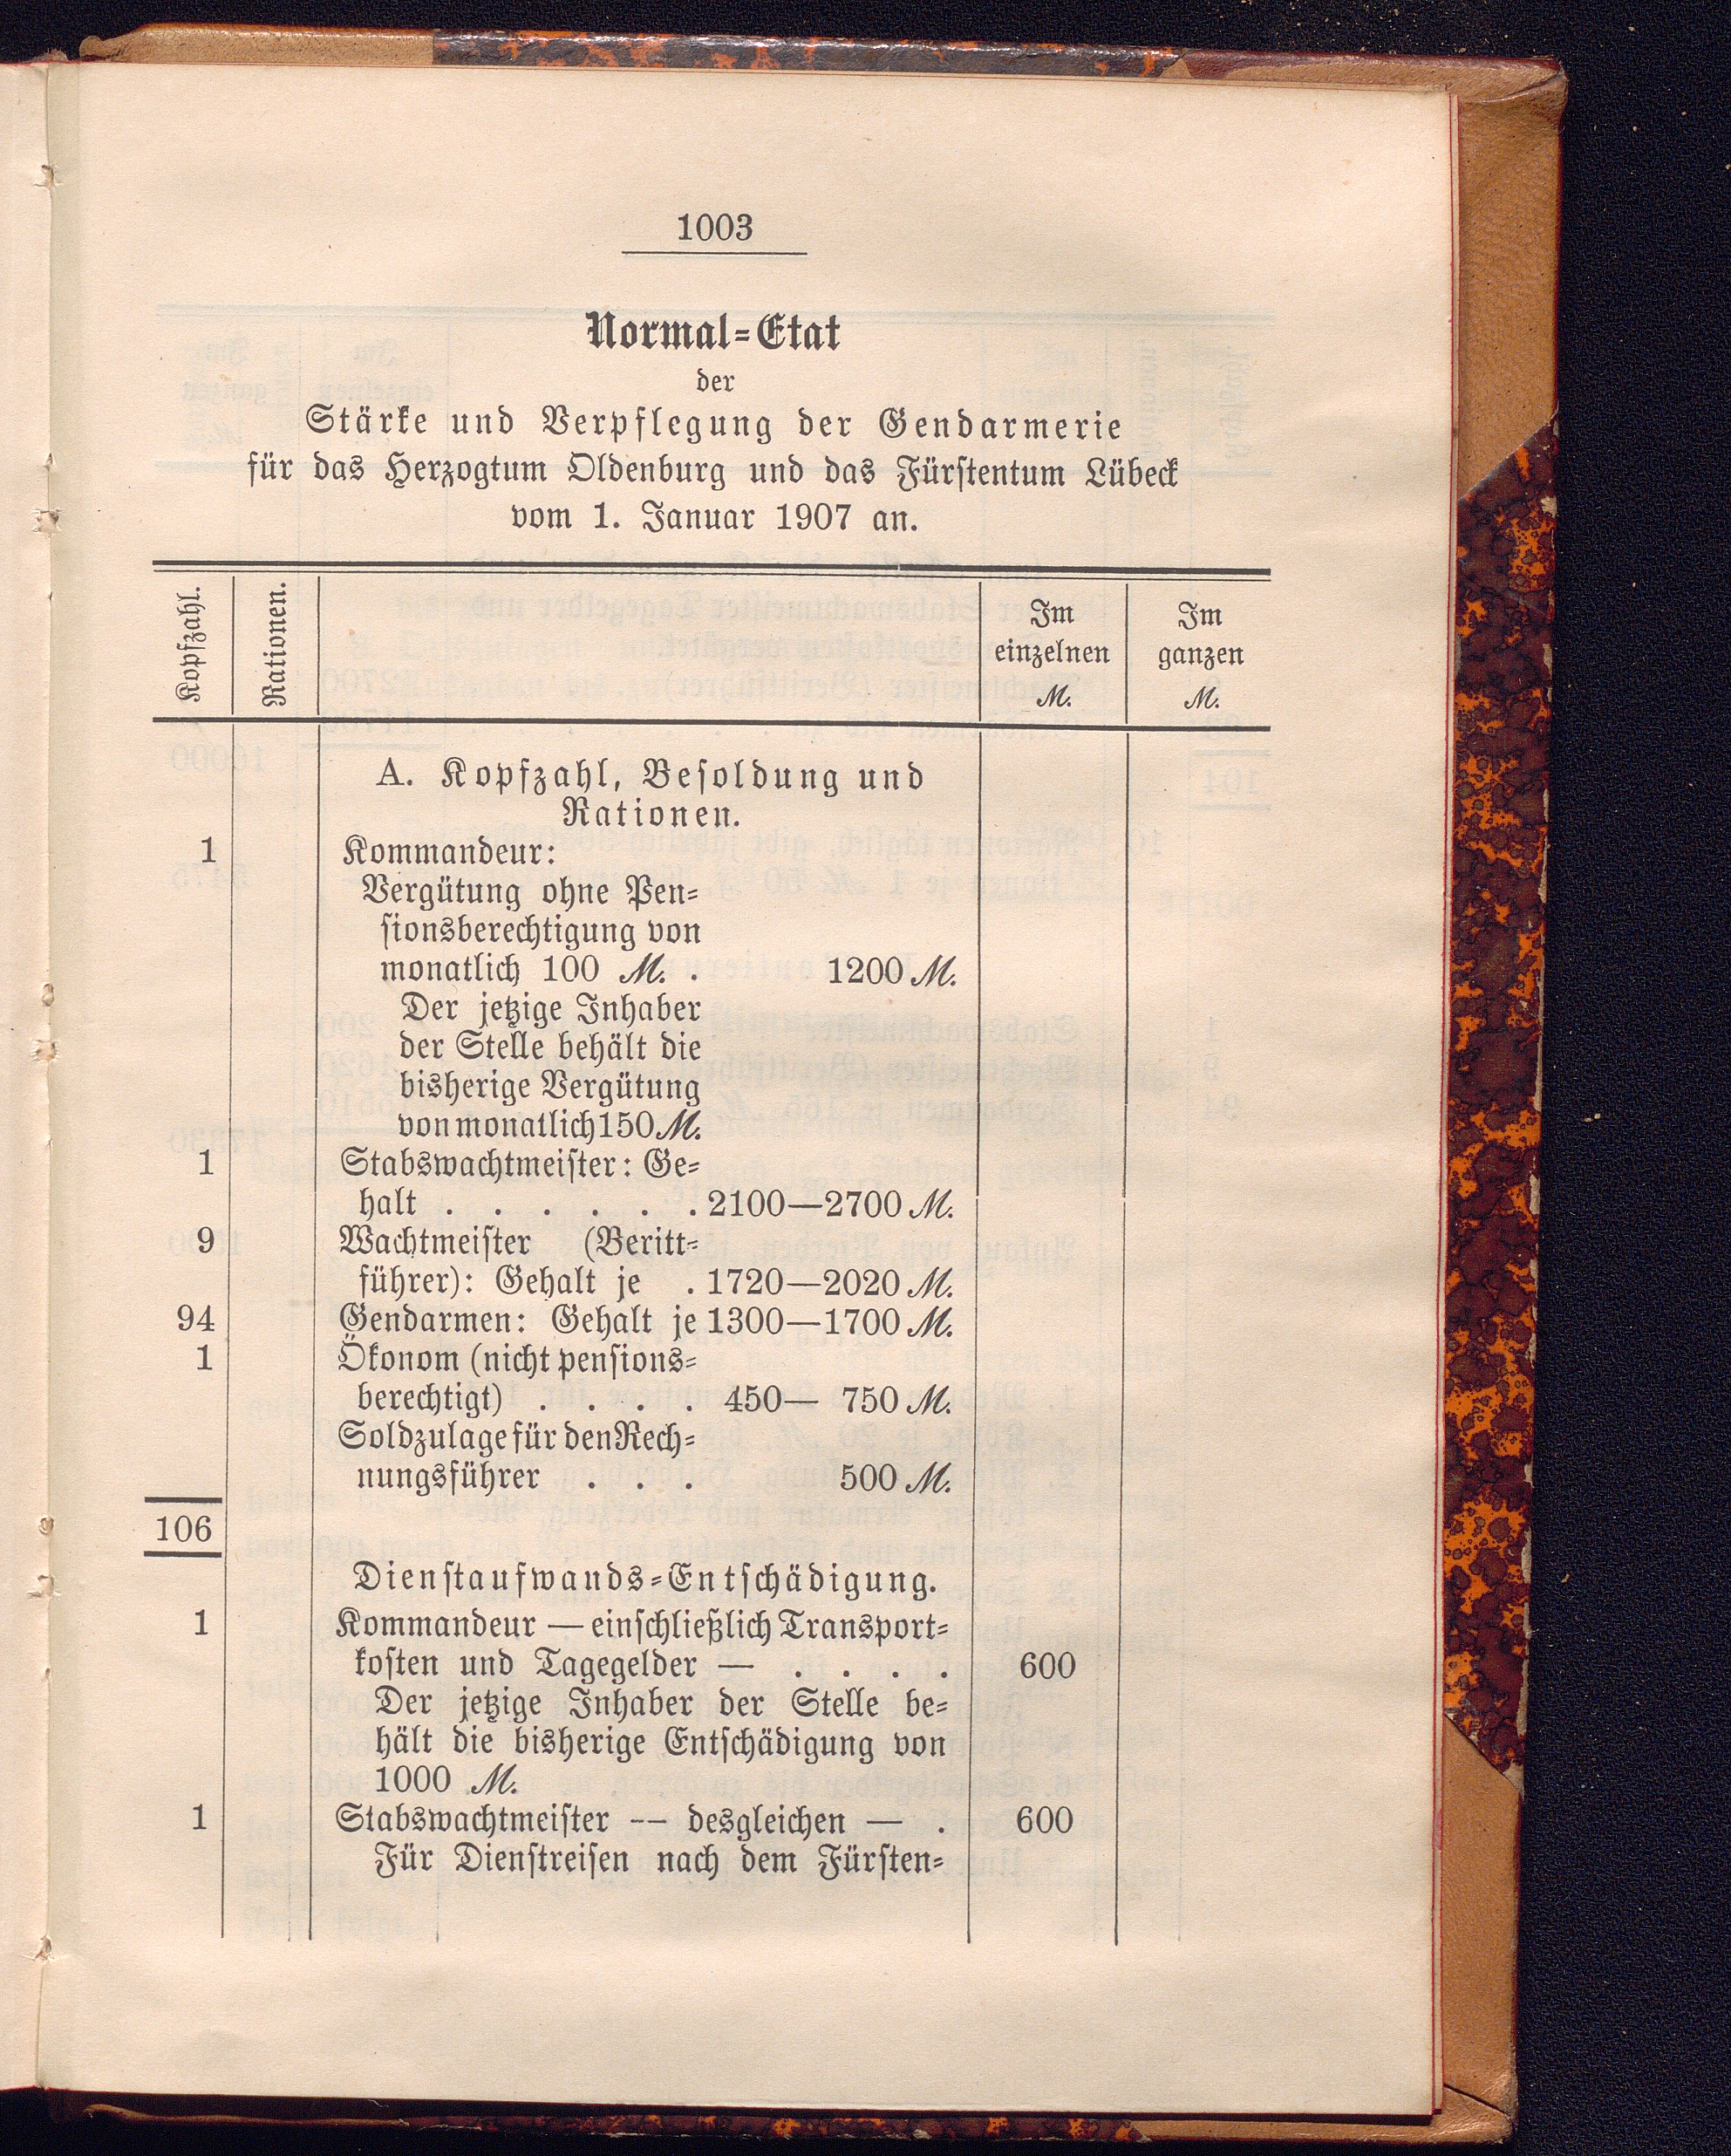 1003
Normal=Etat
der
Stärke und Verpflegung der Gendarmerie
für das Herzogtum Oldenburg und das Fürstentum Lübeck
vom 1. Januar 1907 an.
Kopfzahl. Rationen. Im einzelnen M. Im ganzen M.
A. Kopfzahl, Besoldung und
Rationen.
1 Kommandeur:
Vergütung ohne Pen=
sionsberechtigung von
monatlich 100 M. . 1200 M.
Der jetzige Inhaber
der Stelle behält die
bisherige Vergütung
von monatlich 150 M.
1 Stabswachtmeister: Ge=
halt . . . . . . 2100—2700 M.
9 Wachtmeister (Beritt=
führer): Gehalt je . 1720—2020 M.
94 Gendarmen: Gehalt je 1300—1700 M.
1 Ökonom (nicht pensions=
berechtigt) . . . . 450— 750 M.
Soldzulage für den Rech=
nungsführer . . . 500 M.
106
Dienstaufwands=Entschädigung.
1 Kommandeur — einschließlich Transport=
kosten und Tagegelder — . . . . 600
Der jetzige Inhaber der Stelle be=
hält die bisherige Entschädigung von
1000 M.
1 Stabswachtmeister -- desgleichen — . 600
Für Dienstreisen nach dem Fürsten=